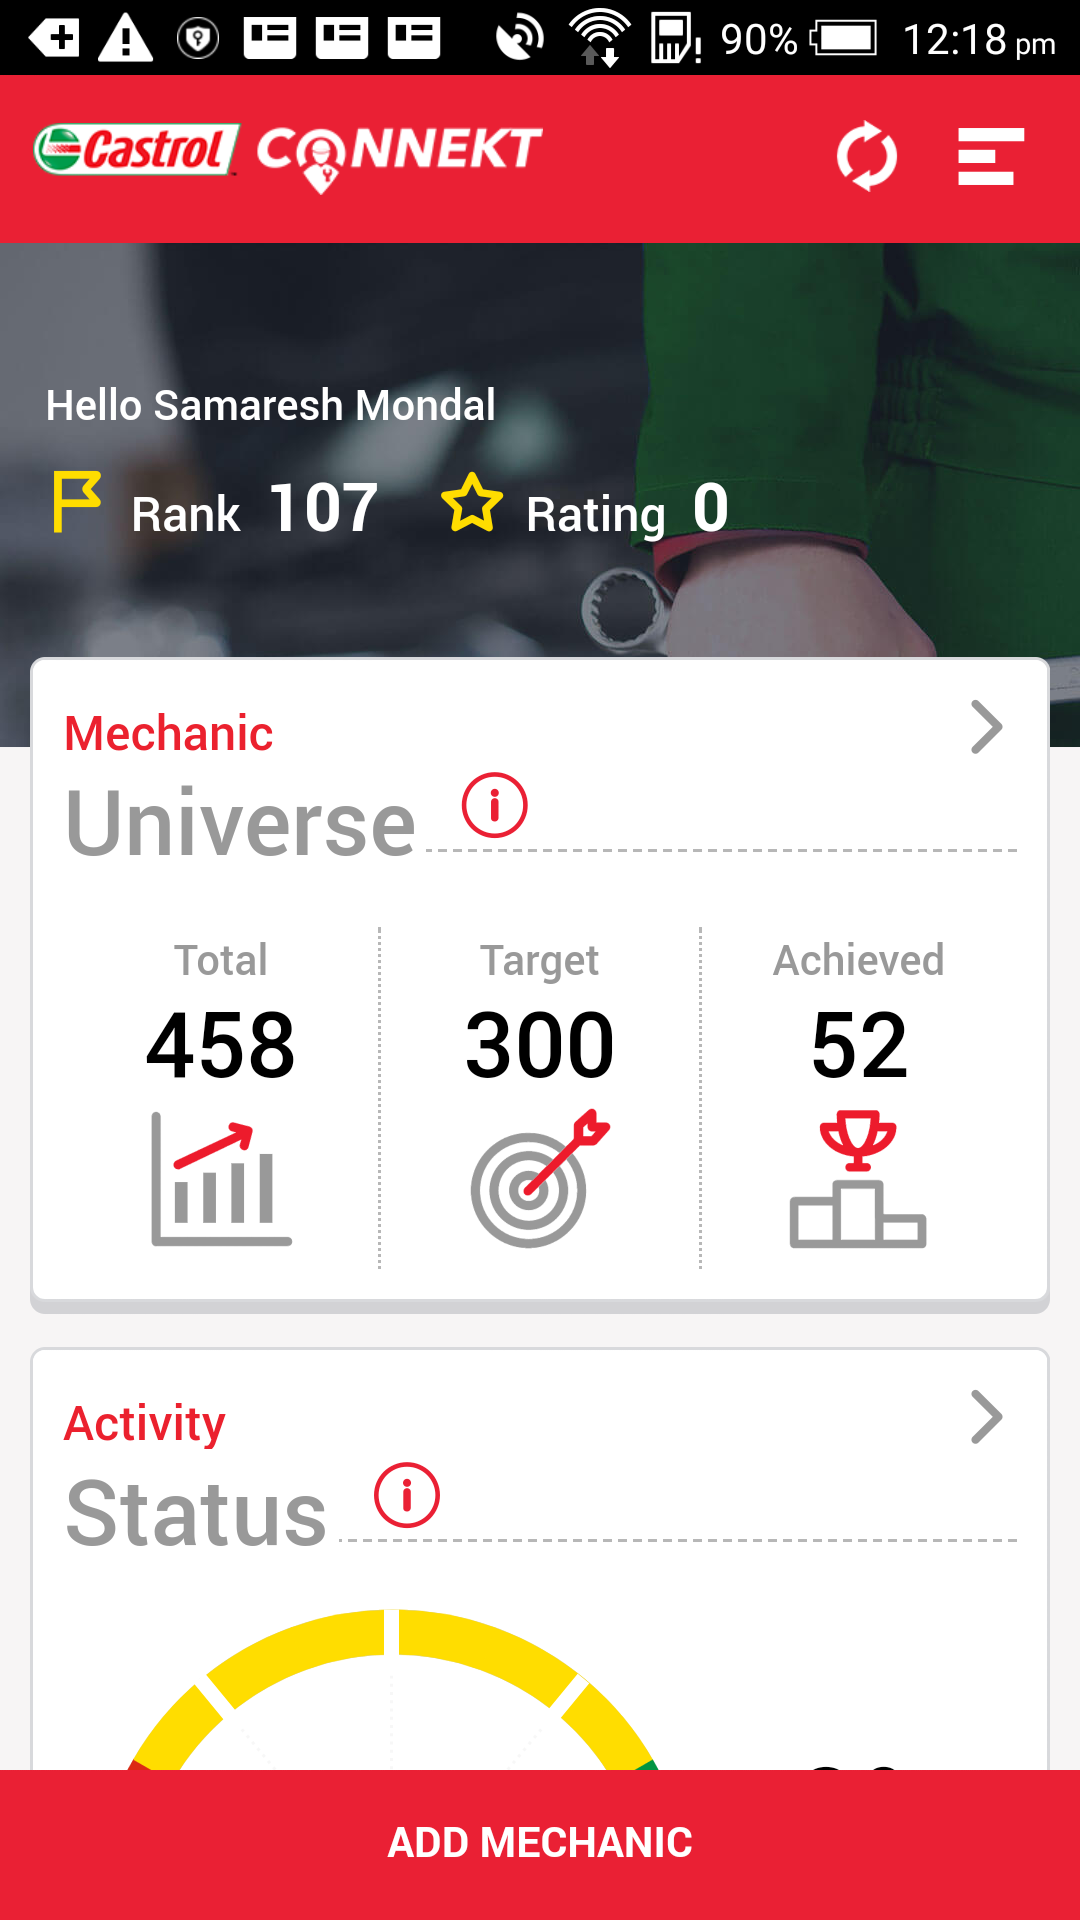 90% 12:18 pm
Castrol CONNEKT
Hello Samaresh Mondal
Rank 107 Rating 0
Mechanic
Universe
Total Target Achieved
458 300 52
Activity
Status
ADD MECHANIC